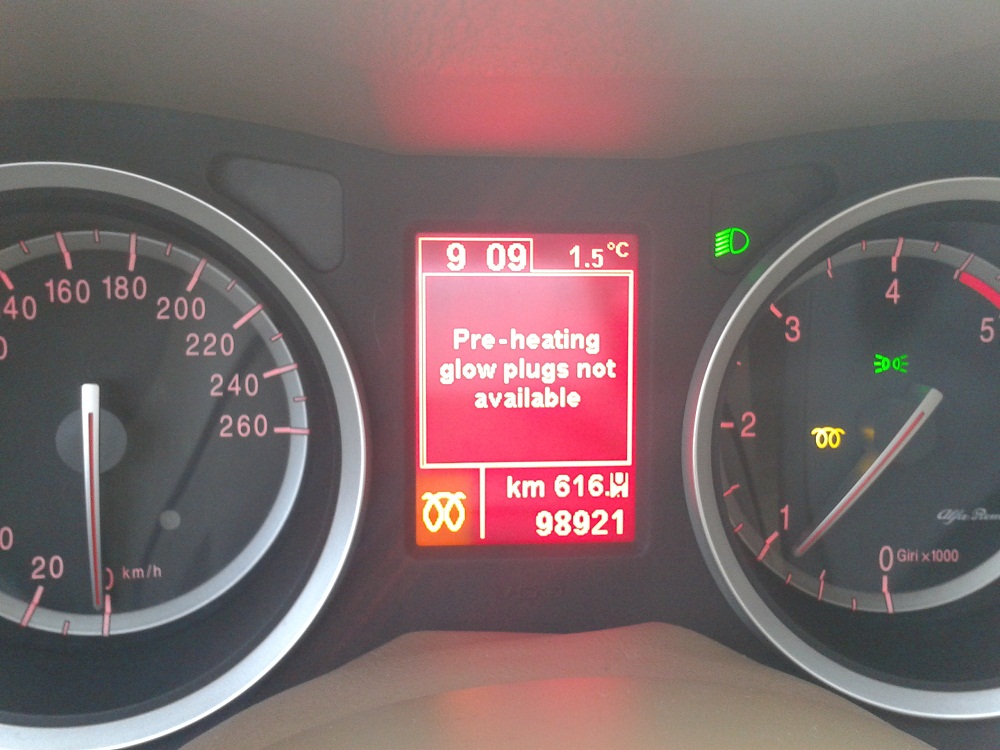 9 09 1.5°C
Pre-heating
glow plugs not
available
km 616.
98921
160 180
200
220
240
260
20
0 km/h
1
2
3
4
5
0 Giri x1000